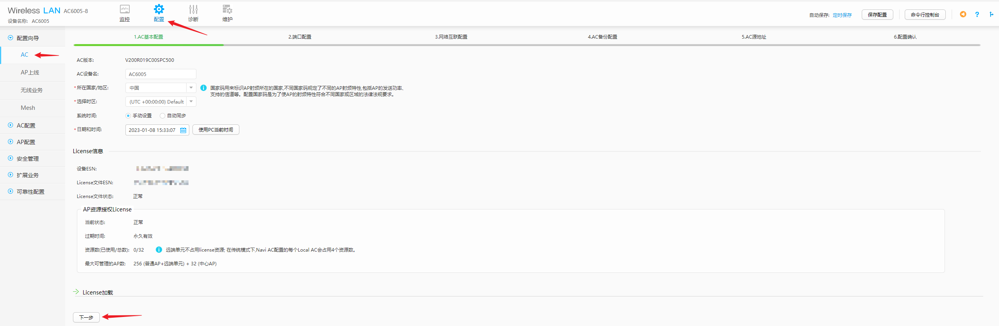 Wireless LAN AC6005-8
设备名称: AC6005
监控
配置
诊断
维护
自动保存: 定时保存
保存配置
命令行控制台
?
配置向导
AC
AP上线
无线业务
Mesh
AC配置
AP配置
安全管理
扩展业务
可靠性配置
1.AC基本配置
2.端口配置
3.网络互联配置
4.AC备份配置
5.AC源地址
6.配置确认
AC版本: V200R019C00SPC500
AC设备名: AC6005
*所在国家/地区: 中国
国家码用来标识AP射频所在的国家,不同国家码规定了不同的AP射频特性,包括AP的发送功率、
支持的信道等。配置国家码是为了使AP的射频特性符合不同国家或区域的法律法规要求。
*选择时区: (UTC +00:00:00) Default
系统时间: 手动设置 自动同步
*日期和时间: 2023-01-08 15:33:07 使用PC当前时间
License信息
设备ESN:
License文件ESN:
License文件状态: 正常
AP资源授权License
当前状态: 正常
过期时间: 永久有效
资源数(已使用/总数): 0/32 远端单元不占用license资源; 在传统模式下,Navi AC配置的每个Local AC会占用4个资源数。
最大可管理的AP数: 256 (普通AP+远端单元) + 32 (中心AP)
License加载
下一步